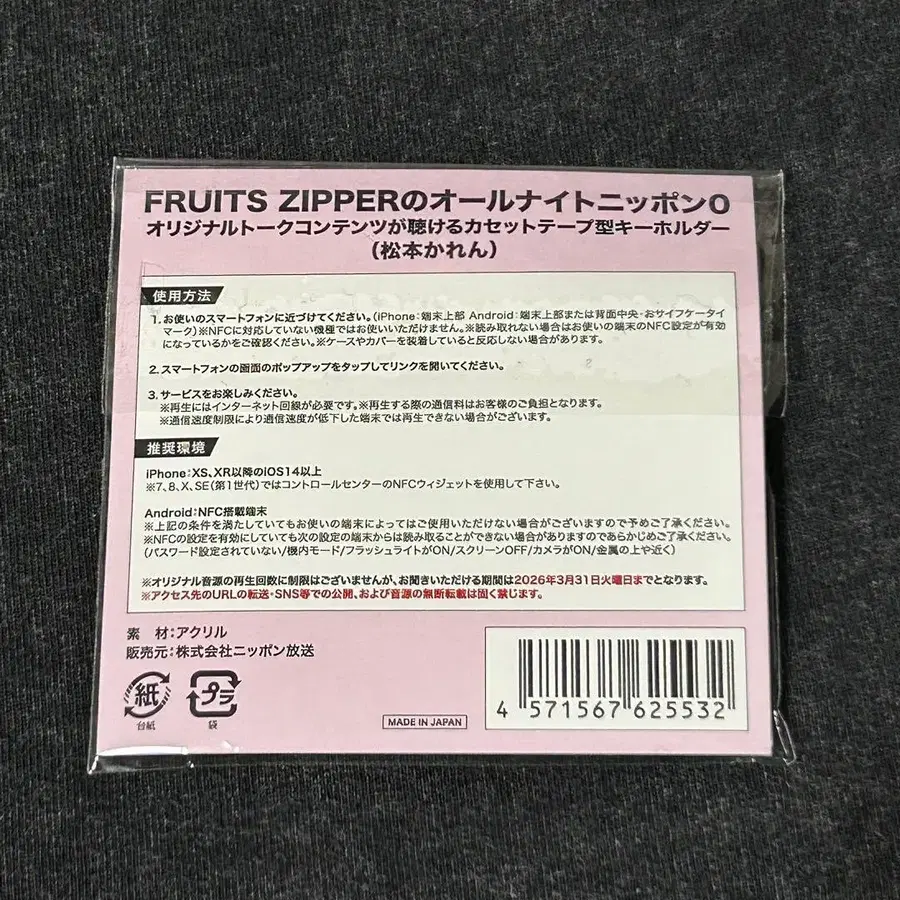 FRUITS ZIPPERのオールナイトニッポン0
オリジナルトークコンテンツが聴けるカセットテープ型キーホルダー
（松本かれん）
使用方法
1. お使いのスマートフォンに近づけてください。（iPhone：端末上部 Android：端末上部または背面中央・おサイフケータイ
マーク）※NFCに対応していない機種ではお使いいただけません。※読み取れない場合はお使いの端末のNFC設定が有効
になっているかをご確認ください。※ケースやカバーを装着していると反応しない場合があります。
2. スマートフォンの画面のポップアップをタップしてリンクを開いてください。
3. サービスをお楽しみください。
※再生にはインターネット回線が必要です。※再生する際の通信料はお客様のご負担となります。
※通信速度制限により通信速度が低下した端末では再生できない場合がございます。
推奨環境
iPhone：XS、XR以降のiOS14以上
※7、8、X、SE（第1世代）ではコントロールセンターのNFCウィジェットを使用して下さい。
Android：NFC搭載端末
※上記の条件を満たしていてもお使いの端末によってはご使用いただけない場合がございますので予めご了承ください。
※NFCの設定を有効にしていても次の設定の端末からは読み取ることができない場合がありますのであらかじめご了承ください。
（パスワード設定されていない/機内モード/フラッシュライトがON/スクリーンOFF/カメラがON/金属の上や近く）
※オリジナル音源の再生回数に制限はございませんが、お聞きいただける期間は2026年3月31日火曜日までとなります。
※アクセス先のURLの転送・SNS等での公開、および音源の無断転載は固く禁じます。
素 材：アクリル
販売元：株式会社ニッポン放送
紙
台紙
プラ
袋
MADE IN JAPAN
4 571567 625532